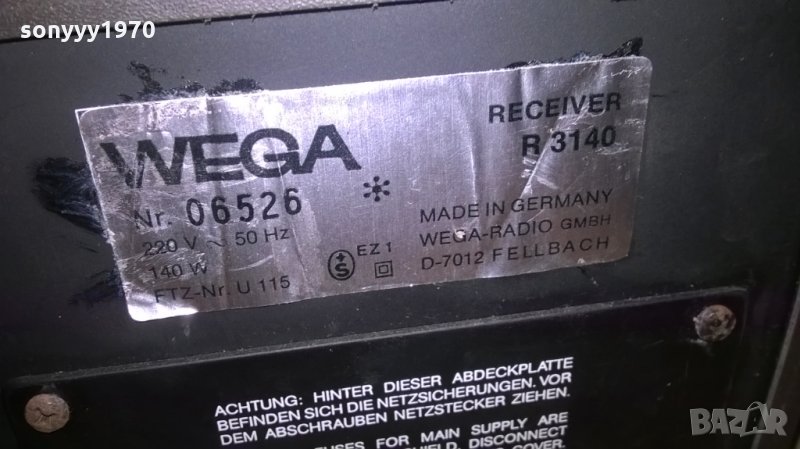 sonyyy1970
WEGA
RECEIVER
R 3140
Nr. 06526
220 V ~ 50 Hz
140 W
FTZ-Nr. U 115
S
EZ 1
MADE IN GERMANY
WEGA-RADIO GMBH
D-7012 FELLBACH
ACHTUNG: HINTER DIESER ABDECKPLATTE
BEFINDEN SICH DIE NETZSICHERUNGEN. VOR
DEM ABSCHRAUBEN NETZSTECKER ZIEHEN.
FOR MAIN SUPPLY ARE
DISCONNECT
COVER.
BAZAR